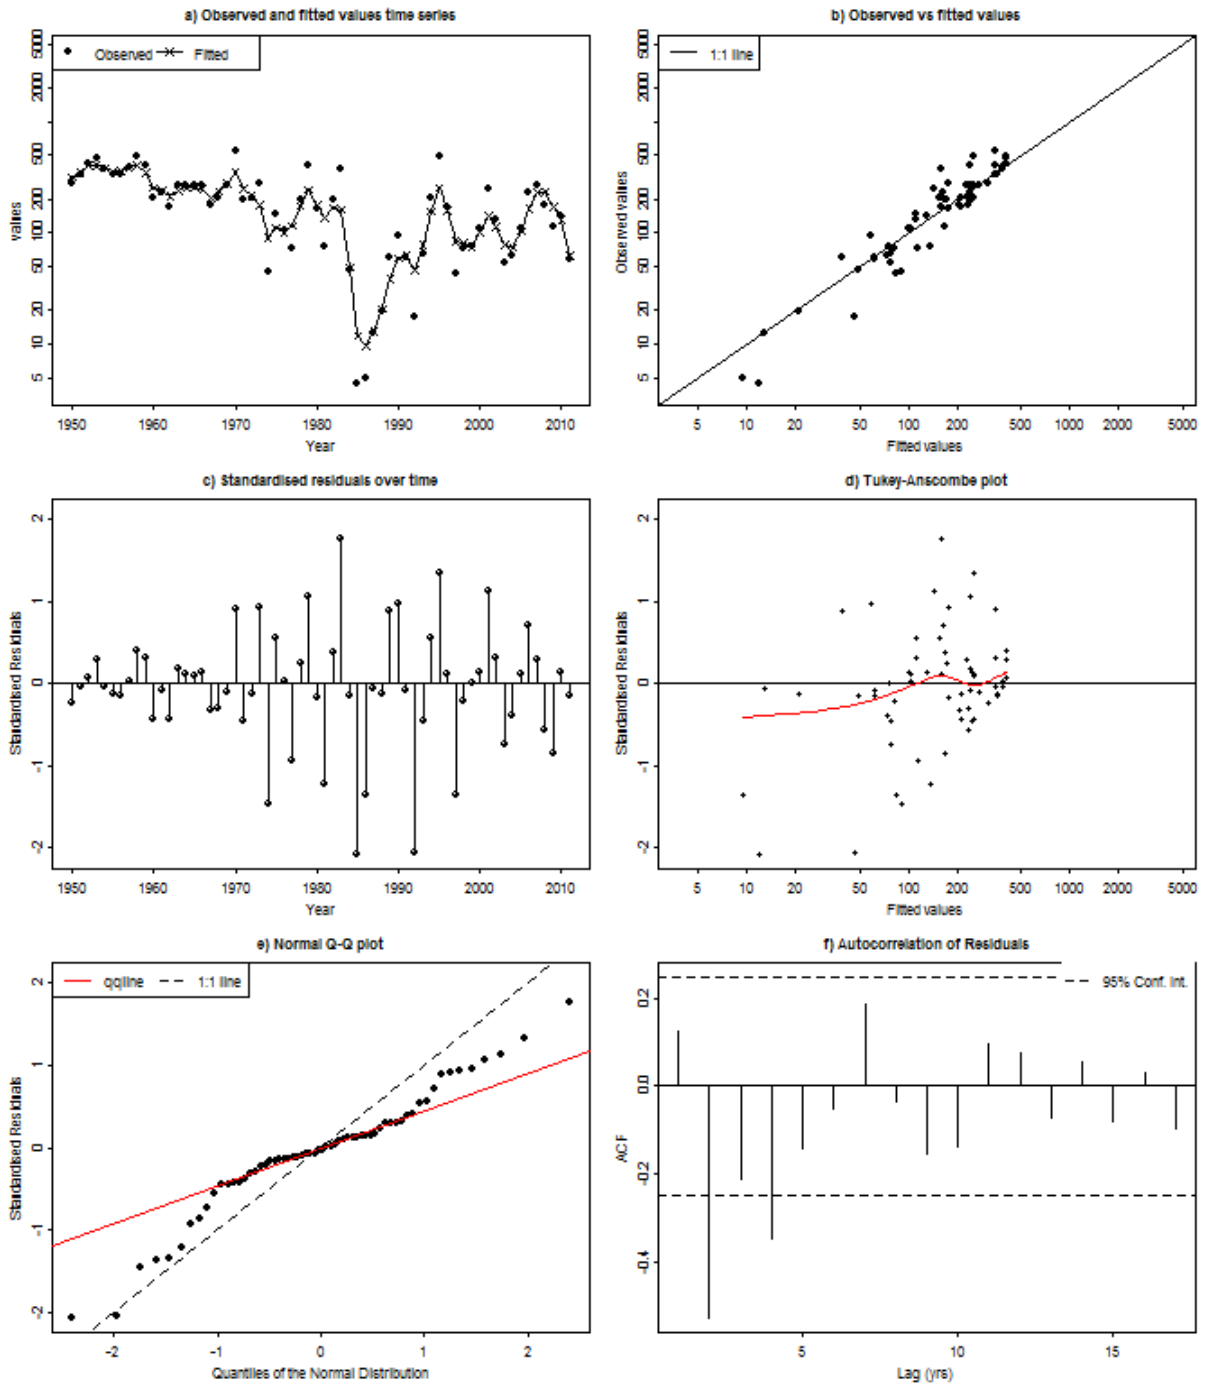 a) Observed and fitted values time series
Observed Fitted
values
5000
2000
500
200
100
50
20
10
5
1950 1960 1970 1980 1990 2000 2010
Year
b) Observed vs fitted values
1:1 line
Observed values
5000
2000
500
200
100
50
20
10
5
5 10 20 50 100 200 500 1000 2000 5000
Fitted values
c) Standardised residuals over time
Standardised Residuals
2
1
0
-1
-2
1950 1960 1970 1980 1990 2000 2010
Year
d) Tukey-Anscombe plot
Standardised Residuals
2
1
0
-1
-2
5 10 20 50 100 200 500 1000 2000 5000
Fitted values
e) Normal Q-Q plot
qqline 1:1 line
Standardised Residuals
2
1
0
-1
-2
-2 -1 0 1 2
Quantiles of the Normal Distribution
f) Autocorrelation of Residuals
95% Conf. Int.
ACF
0.2
0.0
-0.2
-0.4
5 10 15
Lag (yrs)